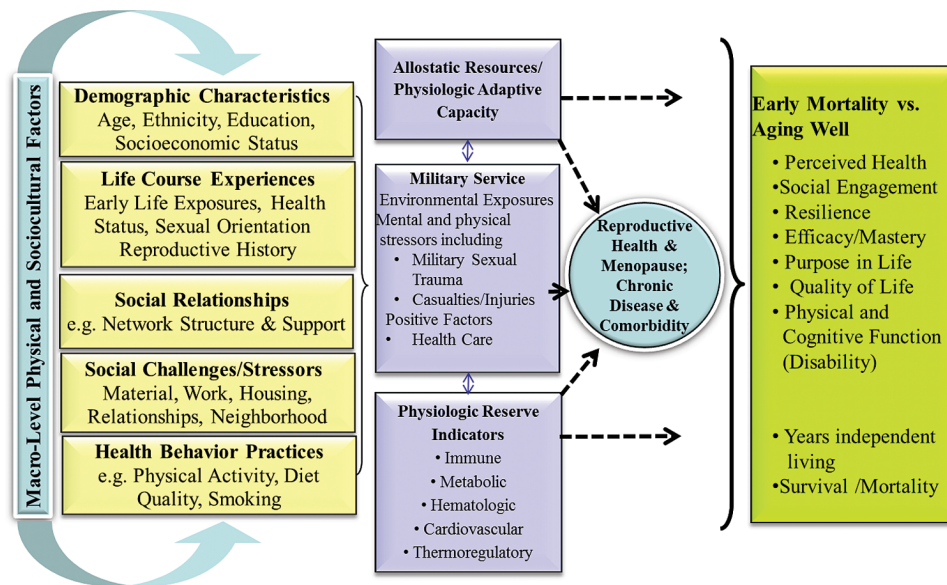 Macro-Level Physical and Sociocultural Factors
Demographic Characteristics
Age, Ethnicity, Education,
Socioeconomic Status
Life Course Experiences
Early Life Exposures, Health
Status, Sexual Orientation
Reproductive History
Social Relationships
e.g. Network Structure & Support
Social Challenges/Stressors
Material, Work, Housing,
Relationships, Neighborhood
Health Behavior Practices
e.g. Physical Activity, Diet
Quality, Smoking
Allostatic Resources/
Physiologic Adaptive
Capacity
Military Service
Environmental Exposures
Mental and physical
stressors including
• Military Sexual
Trauma
• Casualties/Injuries
Positive Factors
• Health Care
Physiologic Reserve
Indicators
• Immune
• Metabolic
• Hematologic
• Cardiovascular
• Thermoregulatory
Reproductive
Health &
Menopause;
Chronic
Disease &
Comorbidity
Early Mortality vs.
Aging Well
• Perceived Health
•Social Engagement
• Resilience
• Efficacy/Mastery
• Purpose in Life
• Quality of Life
• Physical and
Cognitive Function
(Disability)
• Years independent
living
•Survival /Mortality